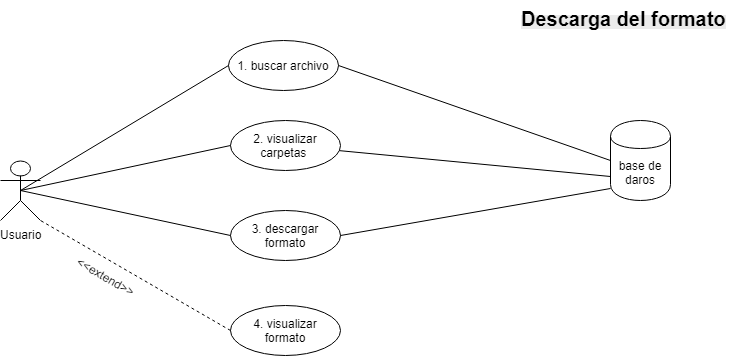 Descarga del formato
1. buscar archivo
2. visualizar
carpetas
base de
daros
3. descargar
formato
Usuario
<<extend>>
4. visualizar
formato